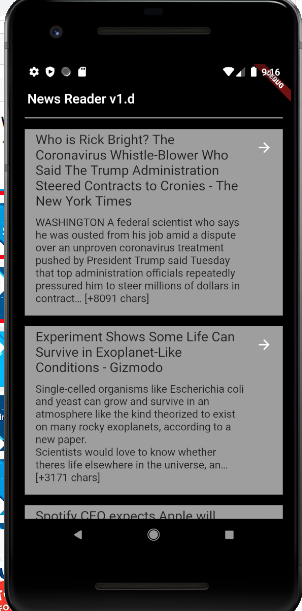 9:16
News Reader v1.d
Who is Rick Bright? The
Coronavirus Whistle-Blower Who
Said The Trump Administration
Steered Contracts to Cronies - The
New York Times
WASHINGTON A federal scientist who says
he was ousted from his job amid a dispute
over an unproven coronavirus treatment
pushed by President Trump said Tuesday
that top administration officials repeatedly
pressured him to steer millions of dollars in
contract... [+8091 chars]
Experiment Shows Some Life Can
Survive in Exoplanet-Like
Conditions - Gizmodo
Single-celled organisms like Escherichia coli
and yeast can grow and survive in an
atmosphere like the kind theorized to exist
on many rocky exoplanets, according to a
new paper.
Scientists would love to know whether
theres life elsewhere in the universe, an...
[+3171 chars]
Spotify CEO expects Apple will